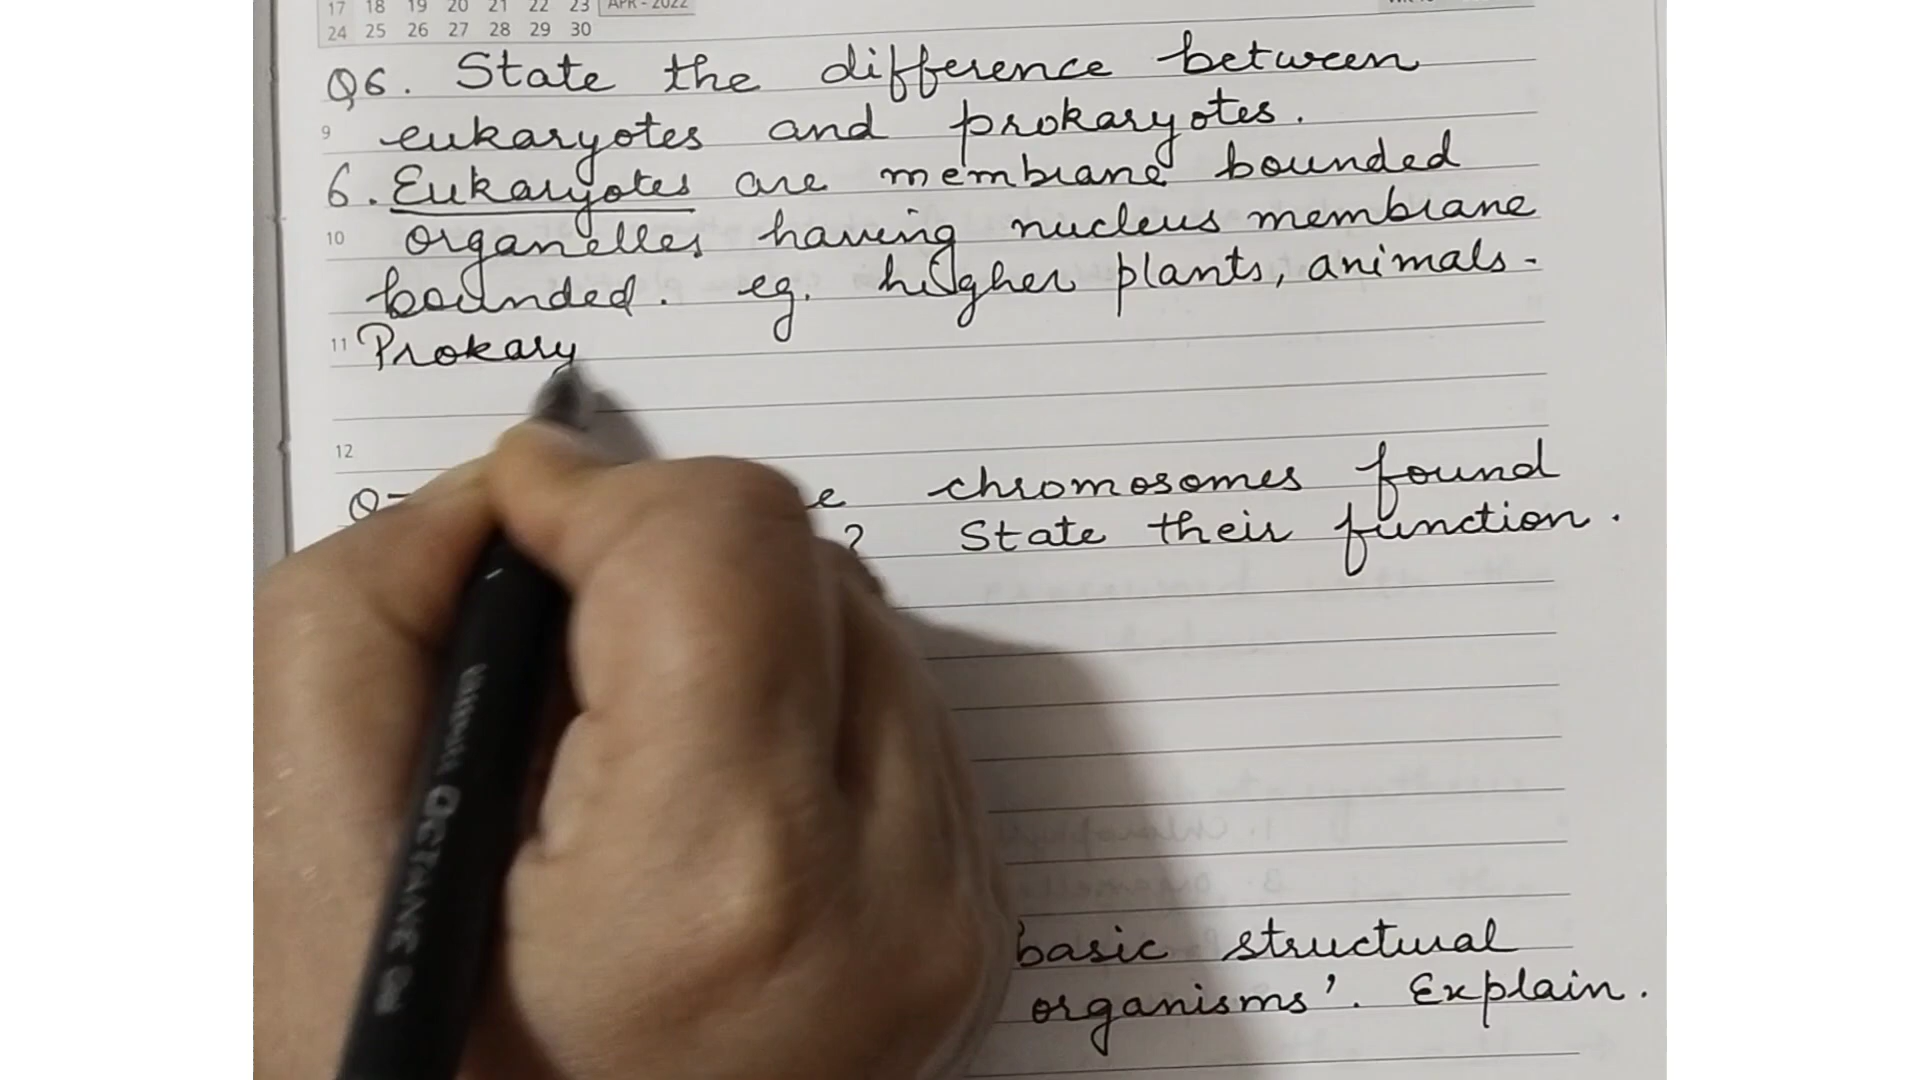 17 18 19 20 21 22 23 APR - 2022
24 25 26 27 28 29 30
Q6. State the difference between
9 eukaryotes and prokaryotes.
6. Eukaryotes are membrane bounded
10 organelles having nucleus membrane
bounded. eg. higher plants, animals.
11 Prokary
12
chromosomes found
? State their function.
basic structural
organisms'. Explain.
OCTANE